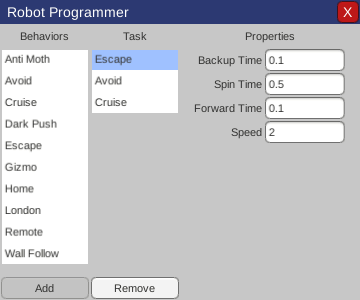 Robot Programmer X
Behaviors Task Properties
Anti Moth Escape Backup Time 0.1
Avoid Avoid Spin Time 0.5
Cruise Cruise Forward Time 0.1
Dark Push Speed 2
Escape
Gizmo
Home
London
Remote
Wall Follow
Add Remove